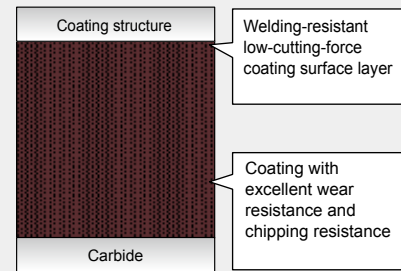 Coating structure
Welding-resistant
low-cutting-force
coating surface layer
Coating with
excellent wear
resistance and
chipping resistance
Carbide